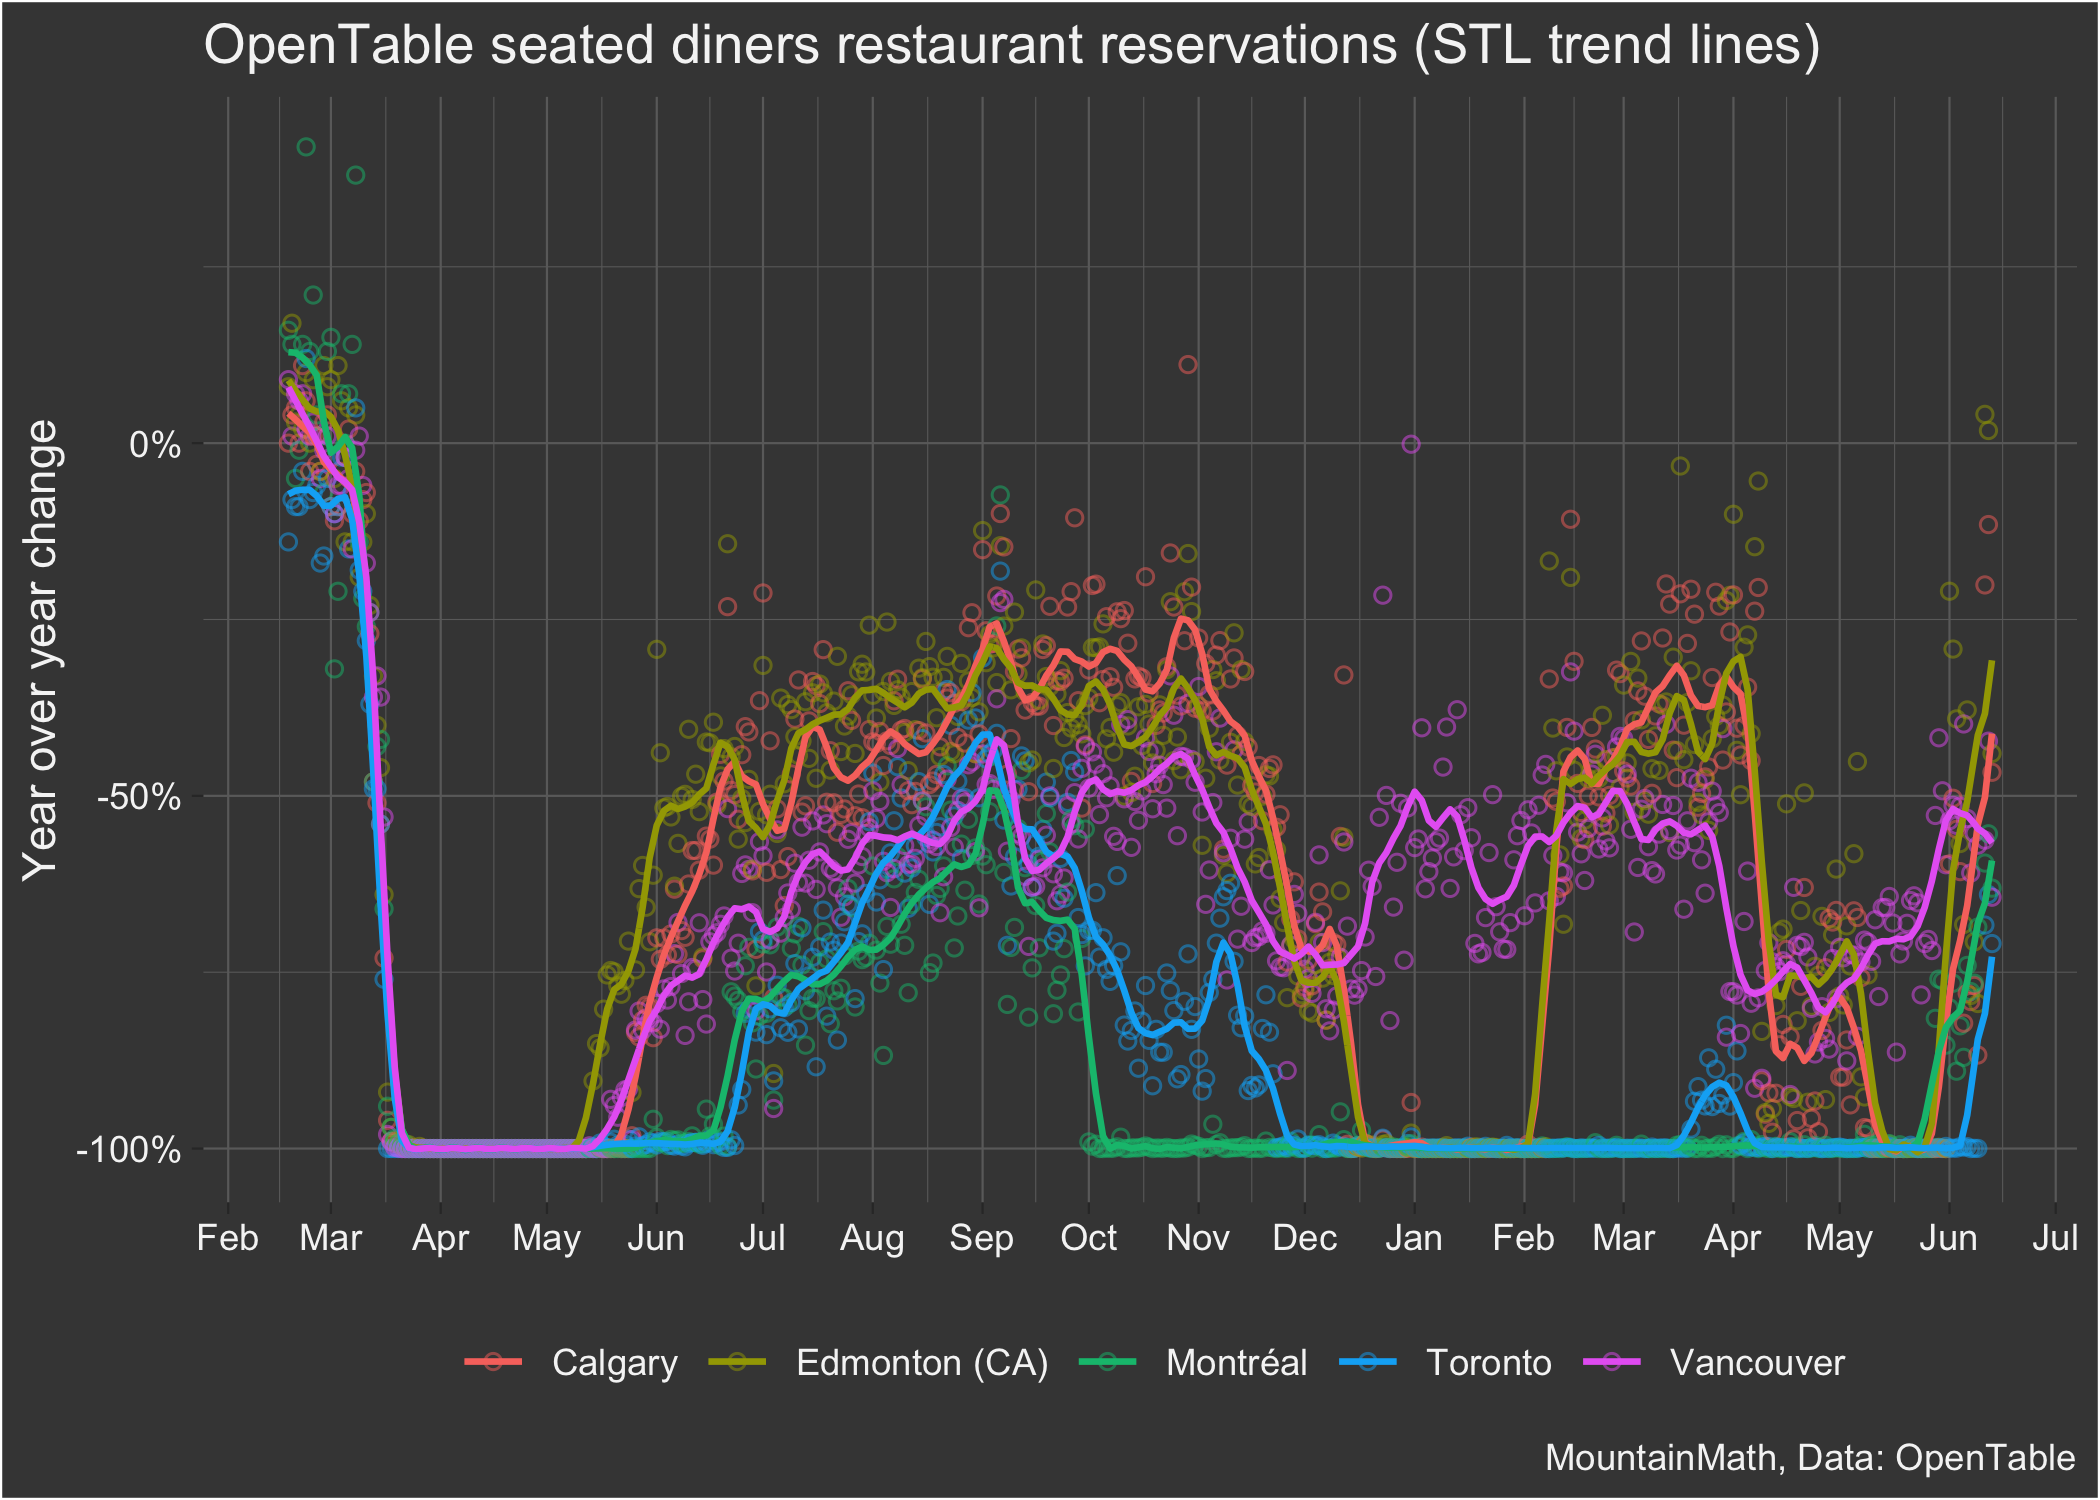 OpenTable seated diners restaurant reservations (STL trend lines)
Year over year change
0%
-50%
-100%
Feb Mar Apr May Jun Jul Aug Sep Oct Nov Dec Jan Feb Mar Apr May Jun Jul
Calgary Edmonton (CA) Montréal Toronto Vancouver
MountainMath, Data: OpenTable